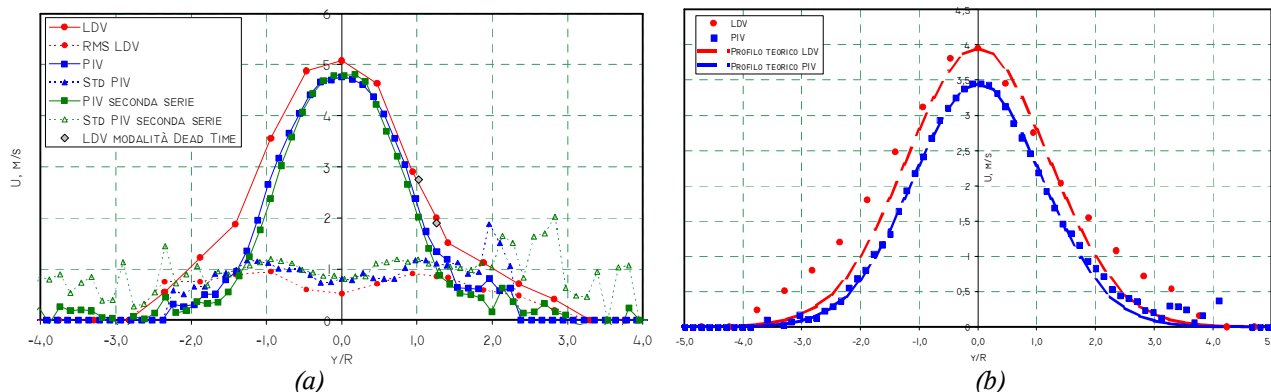 LDV
RMS LDV
PIV
STD PIV
PIV SECONDA SERIE
STD PIV SECONDA SERIE
LDV MODALITÀ DEAD TIME
U, M/S
6
5
4
3
2
1
0
-4,0 -3,0 -2,0 -1,0 0,0 1,0 2,0 3,0 4,0
Y/R
(a)
LDV
PIV
PROFILO TEORICO LDV
PROFILO TEORICO PIV
U, M/S
4,5
4
3,5
3
2,5
2
1,5
1
0,5
0
-5,0 -4,0 -3,0 -2,0 -1,0 0,0 1,0 2,0 3,0 4,0 5,0
Y/R
(b)